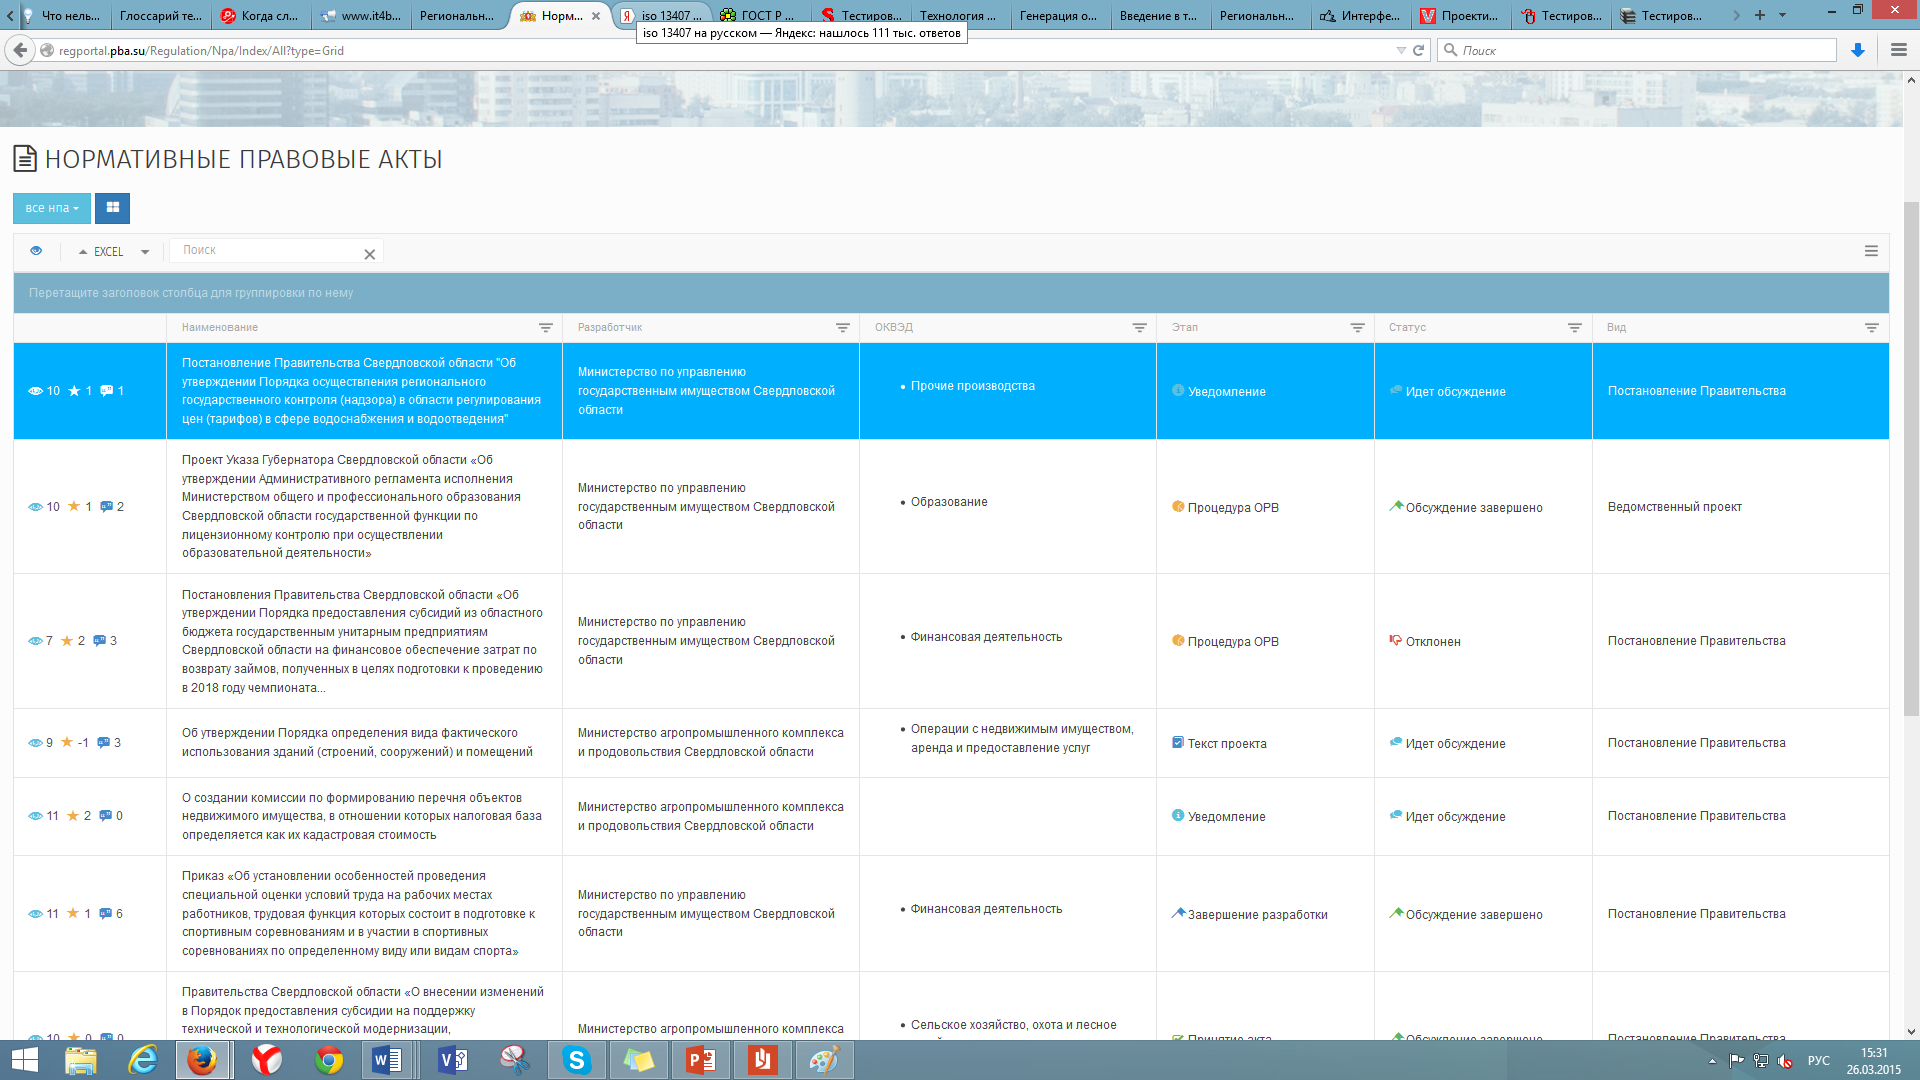 Что нель...
Глоссарий те...
Когда сл...
www.it4b...
Региональн...
Норм...
iso 13407 ...
ГОСТ Р ...
Тестиров...
Технология ...
Генерация о...
Введение в т...
Региональн...
Интерфе...
Проекти...
Тестиро...
Тестиров...
iso 13407 на русском — Яндекс: нашлось 111 тыс. ответов
regportal.pba.su/Regulation/Npa/Index/All?type=Grid
Поиск
НОРМАТИВНЫЕ ПРАВОВЫЕ АКТЫ
все нпа
EXCEL
Поиск
Перетащите заголовок столбца для группировки по нему
Наименование
Разработчик
ОКВЭД
Этап
Статус
Вид
10 1 1
Постановление Правительства Свердловской области "Об
утверждении Порядка осуществления регионального
государственного контроля (надзора) в области регулирования
цен (тарифов) в сфере водоснабжения и водоотведения"
Министерство по управлению
государственным имуществом Свердловской
области
• Прочие производства
Уведомление
Идет обсуждение
Постановление Правительства
10 1 2
Проект Указа Губернатора Свердловской области «Об
утверждении Административного регламента исполнения
Министерством общего и профессионального образования
Свердловской области государственной функции по
лицензионному контролю при осуществлении
образовательной деятельности»
Министерство по управлению
государственным имуществом Свердловской
области
• Образование
Процедура ОРВ
Обсуждение завершено
Ведомственный проект
7 2 3
Постановления Правительства Свердловской области «Об
утверждении Порядка предоставления субсидий из областного
бюджета государственным унитарным предприятиям
Свердловской области на финансовое обеспечение затрат по
возврату займов, полученных в целях подготовки к проведению
в 2018 году чемпионата...
Министерство по управлению
государственным имуществом Свердловской
области
• Финансовая деятельность
Процедура ОРВ
Отклонен
Постановление Правительства
9 -1 3
Об утверждении Порядка определения вида фактического
использования зданий (строений, сооружений) и помещений
Министерство агропромышленного комплекса
и продовольствия Свердловской области
• Операции с недвижимым имуществом,
аренда и предоставление услуг
Текст проекта
Идет обсуждение
Постановление Правительства
11 2 0
О создании комиссии по формированию перечня объектов
недвижимого имущества, в отношении которых налоговая база
определяется как их кадастровая стоимость
Министерство агропромышленного комплекса
и продовольствия Свердловской области
Уведомление
Идет обсуждение
Постановление Правительства
11 1 6
Приказ «Об установлении особенностей проведения
специальной оценки условий труда на рабочих местах
работников, трудовая функция которых состоит в подготовке к
спортивным соревнованиям и в участии в спортивных
соревнованиях по определенному виду или видам спорта»
Министерство по управлению
государственным имуществом Свердловской
области
• Финансовая деятельность
Завершение разработки
Обсуждение завершено
Постановление Правительства
10 0 0
Правительства Свердловской области «О внесении изменений
в Порядок предоставления субсидии на поддержку
технической и технологической модернизации,
Министерство агропромышленного комплекса
• Сельское хозяйство, охота и лесное
Принятие акта
Обсуждение завершено
Постановление Правительства
РУС
15:31
26.03.2015